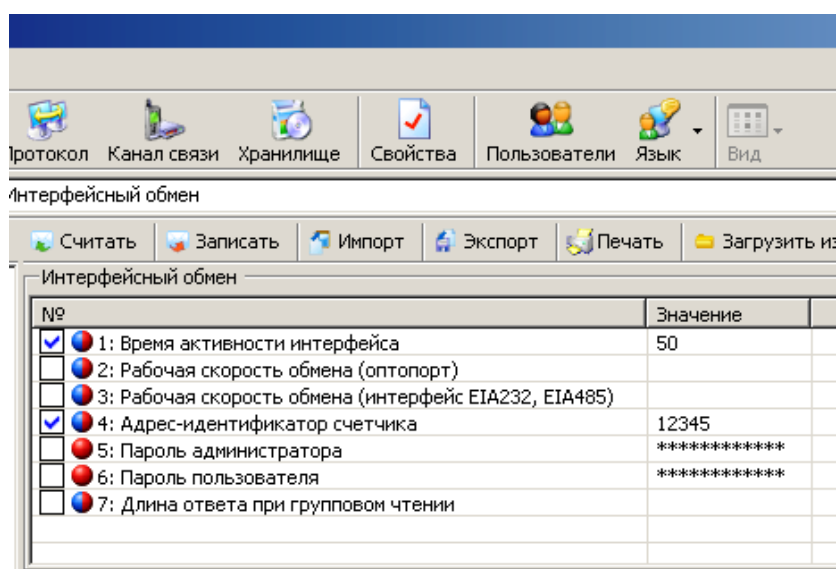 Протокол Канал связи Хранилище Свойства Пользователи Язык Вид
Интерфейсный обмен
Считать Записать Импорт Экспорт Печать Загрузить из
Интерфейсный обмен
№ Значение
1: Время активности интерфейса 50
2: Рабочая скорость обмена (оптопорт)
3: Рабочая скорость обмена (интерфейс EIA232, EIA485)
4: Адрес-идентификатор счетчика 12345
5: Пароль администратора ************
6: Пароль пользователя ************
7: Длина ответа при групповом чтении